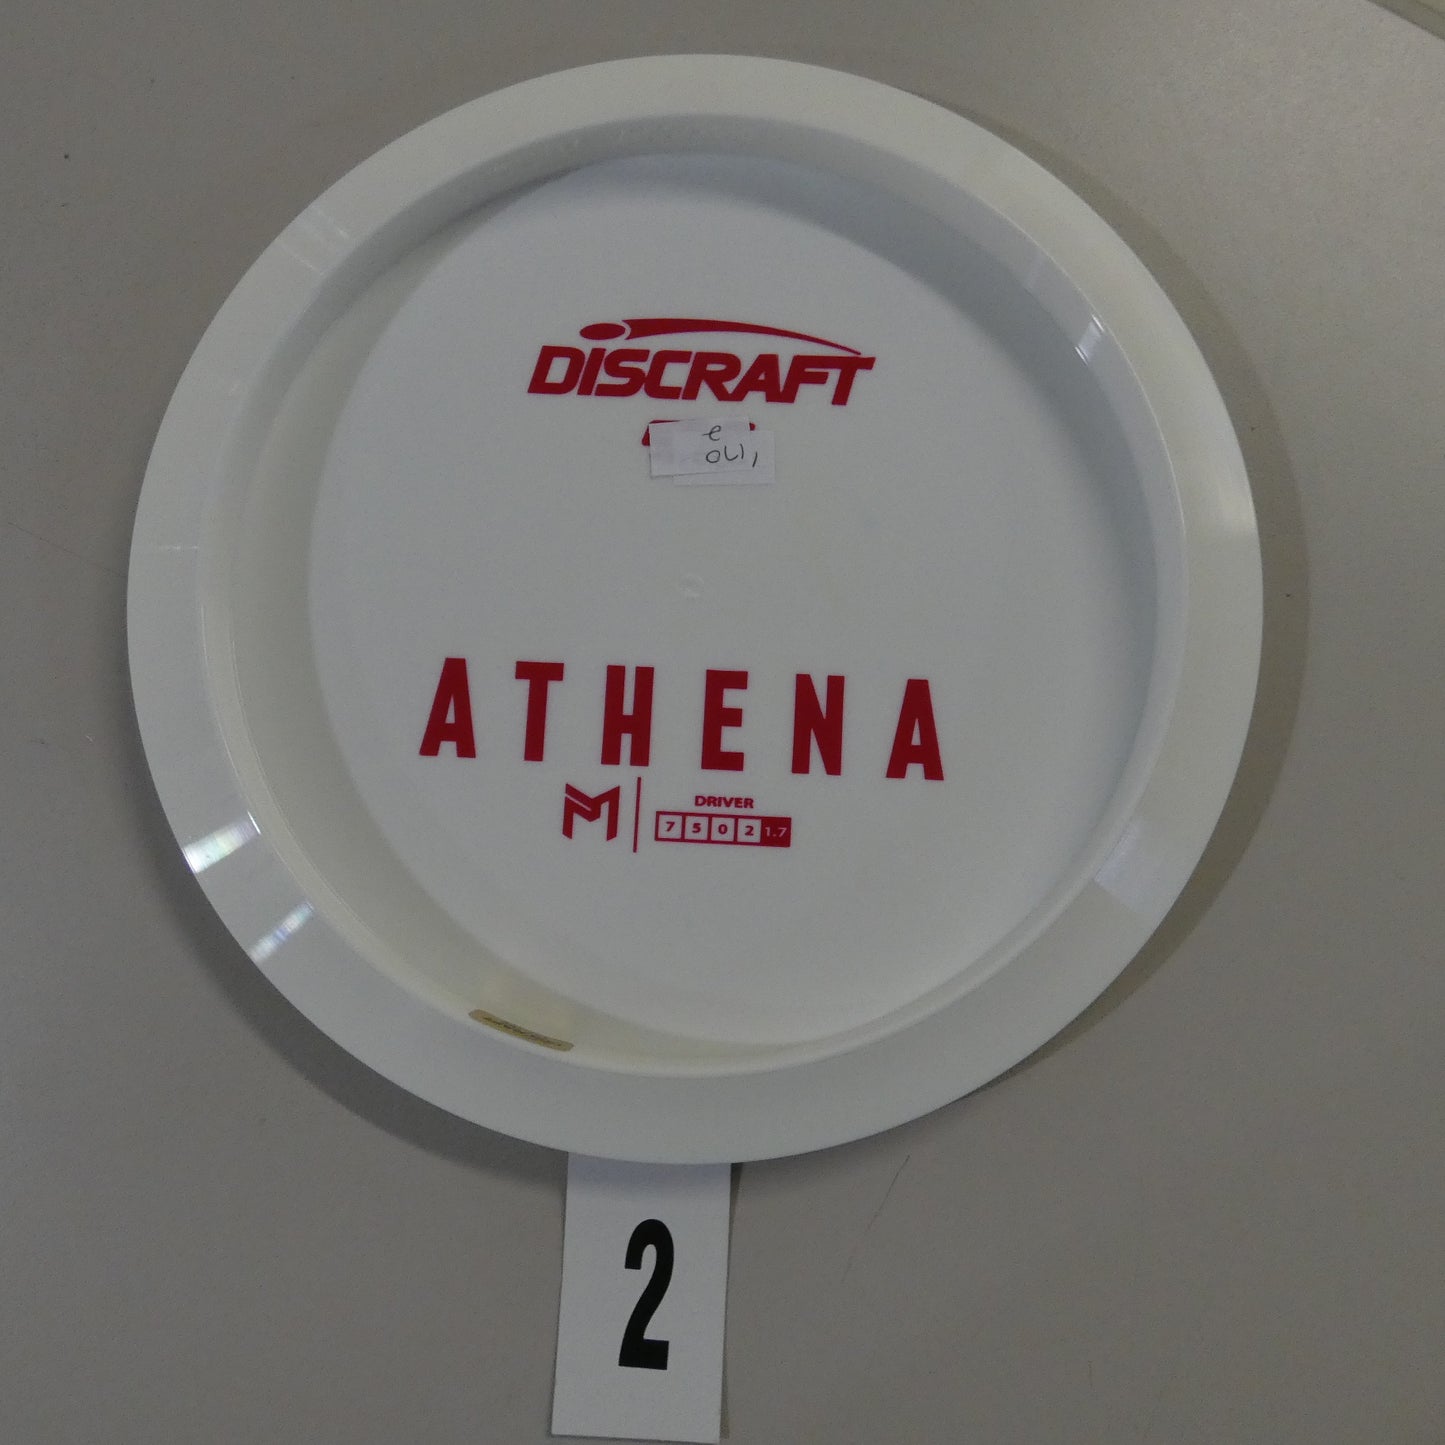 DISCRAFT
ATHENA
DRIVER
7 5 0 2 1.7
2